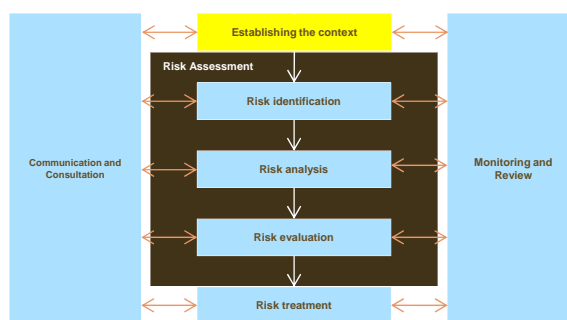 Establishing the context
Risk Assessment
Risk identification
Communication and
Consultation
Risk analysis
Monitoring and
Review
Risk evaluation
Risk treatment